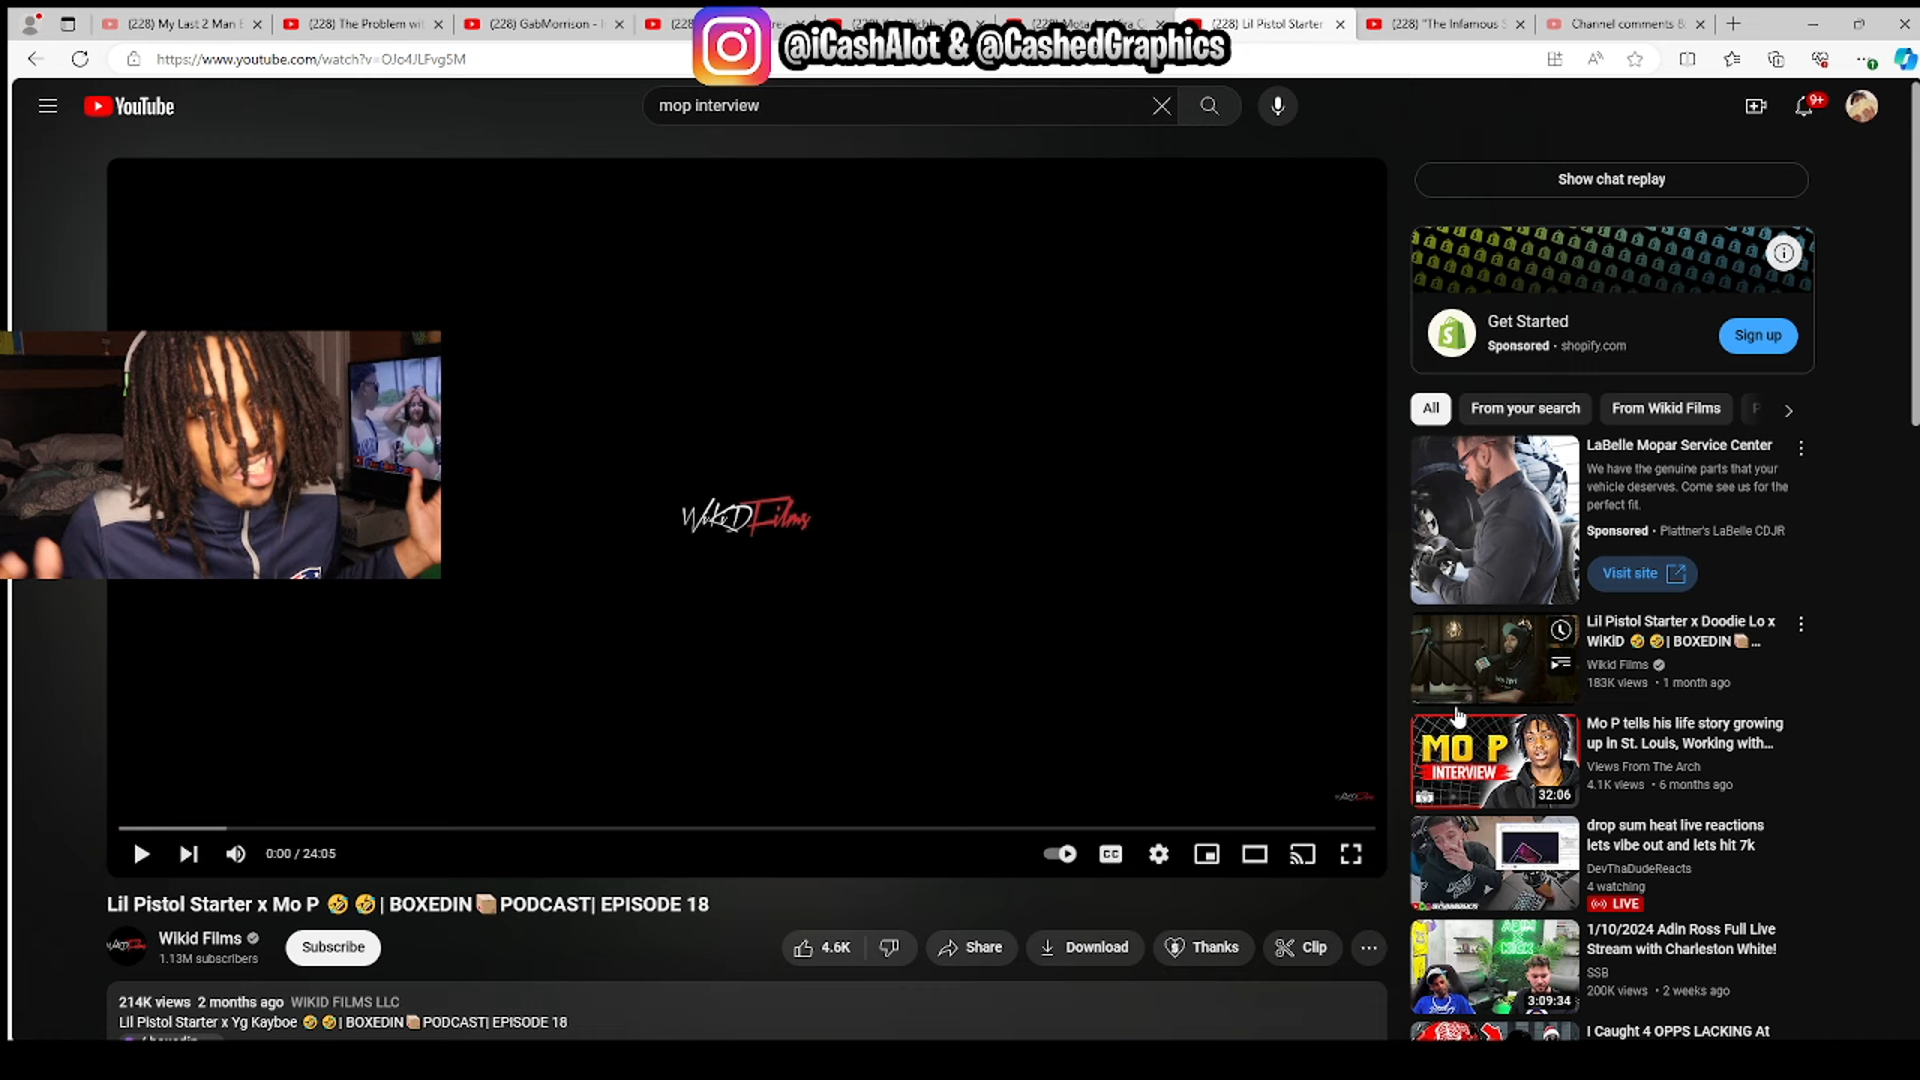 (228) My Last 2 Man E
(228) The Problem wi
(228) GabMorrison -
(228) Lil Pistol Starter
(228) "The Infamous S
Channel comments &
@iCashAlot & @CashedGraphics
https://www.youtube.com/watch?v=OJo4JLFvg5M
YouTube
mop interview
9+
Show chat replay
Get Started
Sponsored · shopify.com
Sign up
All
From your search
From Wikid Films
LaBelle Mopar Service Center
We have the genuine parts that your
vehicle deserves. Come see us for the
perfect fit.
Sponsored · Plattner's LaBelle CDJR
Visit site
WiKiD Films
Lil Pistol Starter x Doodie Lo x
WiKiD 🤣 🤣| BOXEDIN📦 ...
Wikid Films
183K views · 1 month ago
MO P
INTERVIEW
32:06
Mo P tells his life story growing
up in St. Louis, Working with...
Views From The Arch
4.1K views · 6 months ago
drop sum heat live reactions
lets vibe out and lets hit 7k
DevThaDudeReacts
4 watching
LIVE
1/10/2024 Adin Ross Full Live
Stream with Charleston White!
SSB
200K views · 2 weeks ago
3:09:34
I Caught 4 OPPS LACKING At
0:00 / 24:05
CC
Lil Pistol Starter x Mo P 🤣 🤣| BOXEDIN📦PODCAST| EPISODE 18
Wikid Films
1.13M subscribers
Subscribe
4.6K
Share
Download
Thanks
Clip
214K views 2 months ago WIKID FILMS LLC
Lil Pistol Starter x Yg Kayboe 🤣 🤣| BOXEDIN📦PODCAST| EPISODE 18